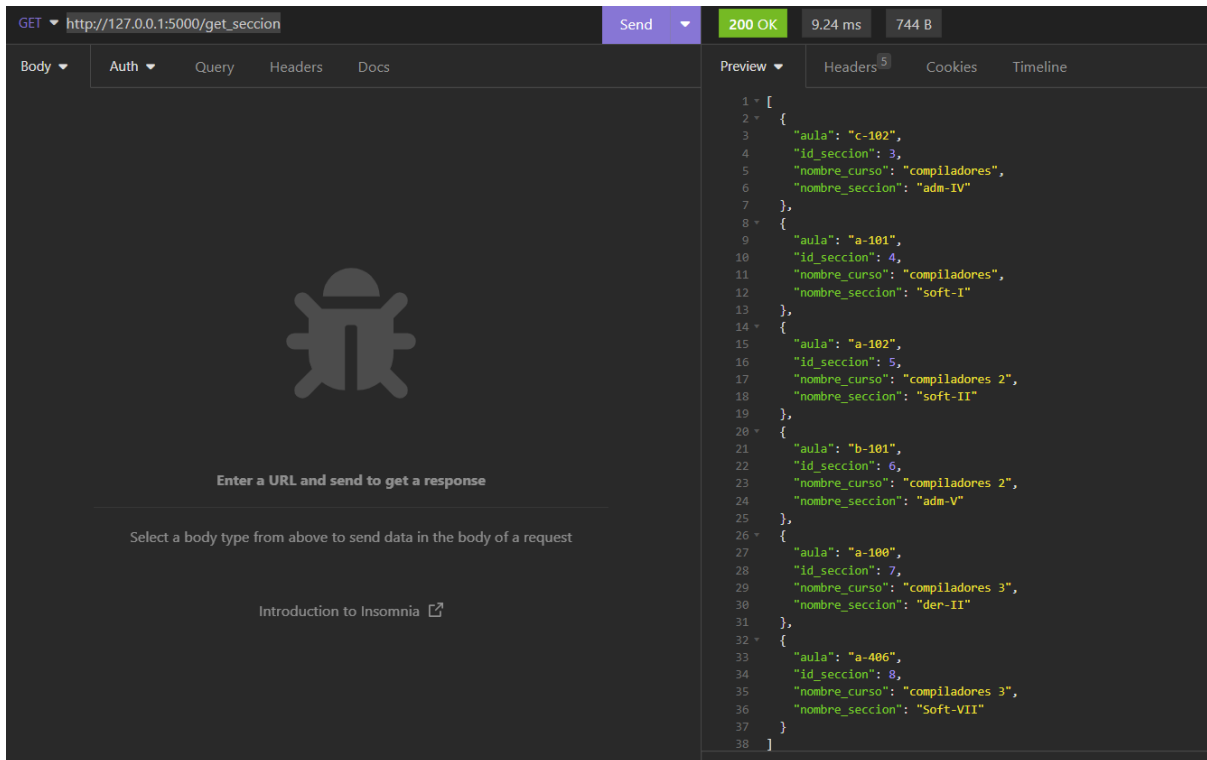 GET http://127.0.0.1:5000/get_seccion Send 200 OK 9.24 ms 744 B
Body Auth Query Headers Docs
Enter a URL and send to get a response
Select a body type from above to send data in the body of a request
Introduction to Insomnia
Preview Headers 5 Cookies Timeline
1 [
2 {
3 "aula": "c-102",
4 "id_seccion": 3,
5 "nombre_curso": "compiladores",
6 "nombre_seccion": "adm-IV"
7 },
8 {
9 "aula": "a-101",
10 "id_seccion": 4,
11 "nombre_curso": "compiladores",
12 "nombre_seccion": "soft-I"
13 },
14 {
15 "aula": "a-102",
16 "id_seccion": 5,
17 "nombre_curso": "compiladores 2",
18 "nombre_seccion": "soft-II"
19 },
20 {
21 "aula": "b-101",
22 "id_seccion": 6,
23 "nombre_curso": "compiladores 2",
24 "nombre_seccion": "adm-V"
25 },
26 {
27 "aula": "a-100",
28 "id_seccion": 7,
29 "nombre_curso": "compiladores 3",
30 "nombre_seccion": "der-II"
31 },
32 {
33 "aula": "a-406",
34 "id_seccion": 8,
35 "nombre_curso": "compiladores 3",
36 "nombre_seccion": "Soft-VII"
37 }
38 ]